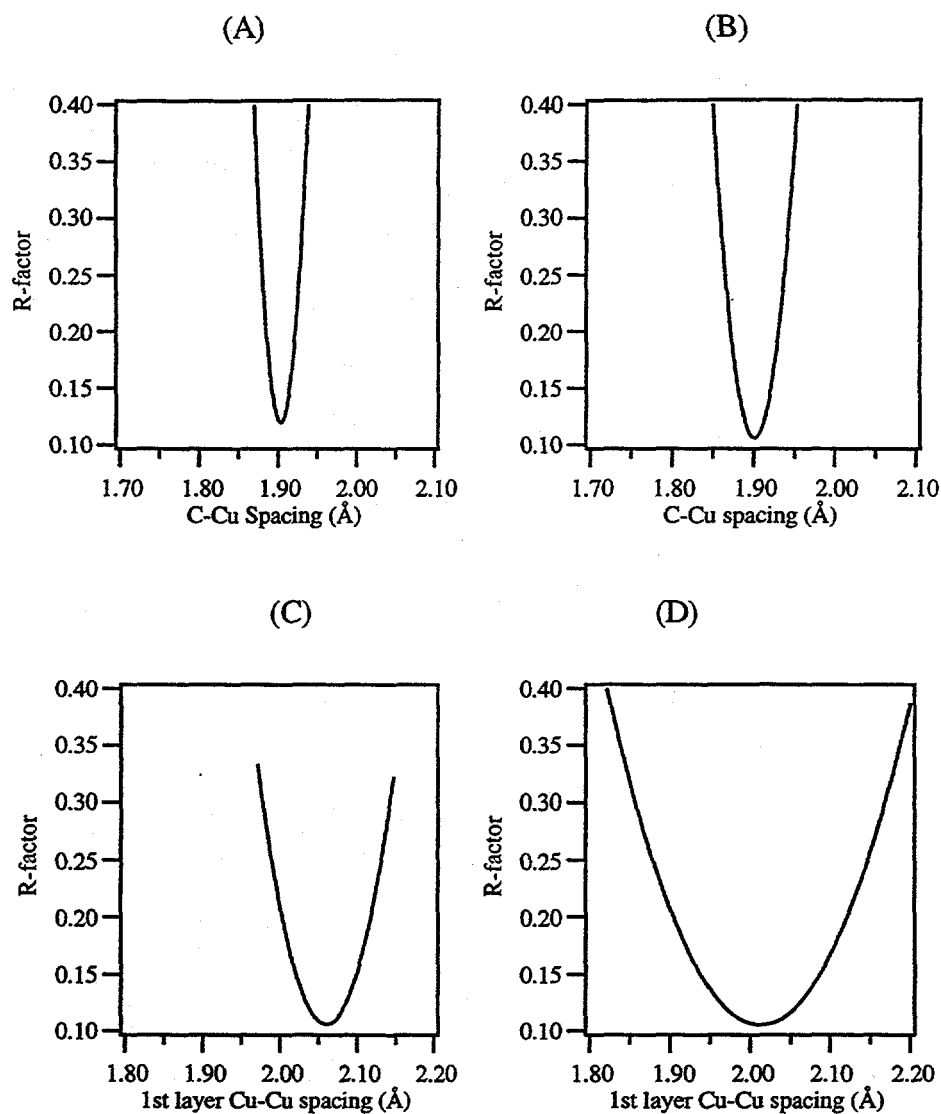 (A)
0.40
0.35
0.30
0.25
0.20
0.15
0.10
R-factor
1.70 1.80 1.90 2.00 2.10
C-Cu Spacing (Å)
(B)
0.40
0.35
0.30
0.25
0.20
0.15
0.10
R-factor
1.70 1.80 1.90 2.00 2.10
C-Cu spacing (Å)
(C)
0.40
0.35
0.30
0.25
0.20
0.15
0.10
R-factor
1.80 1.90 2.00 2.10 2.20
1st layer Cu-Cu spacing (Å)
(D)
0.40
0.35
0.30
0.25
0.20
0.15
0.10
R-factor
1.80 1.90 2.00 2.10 2.20
1st layer Cu-Cu spacing (Å)